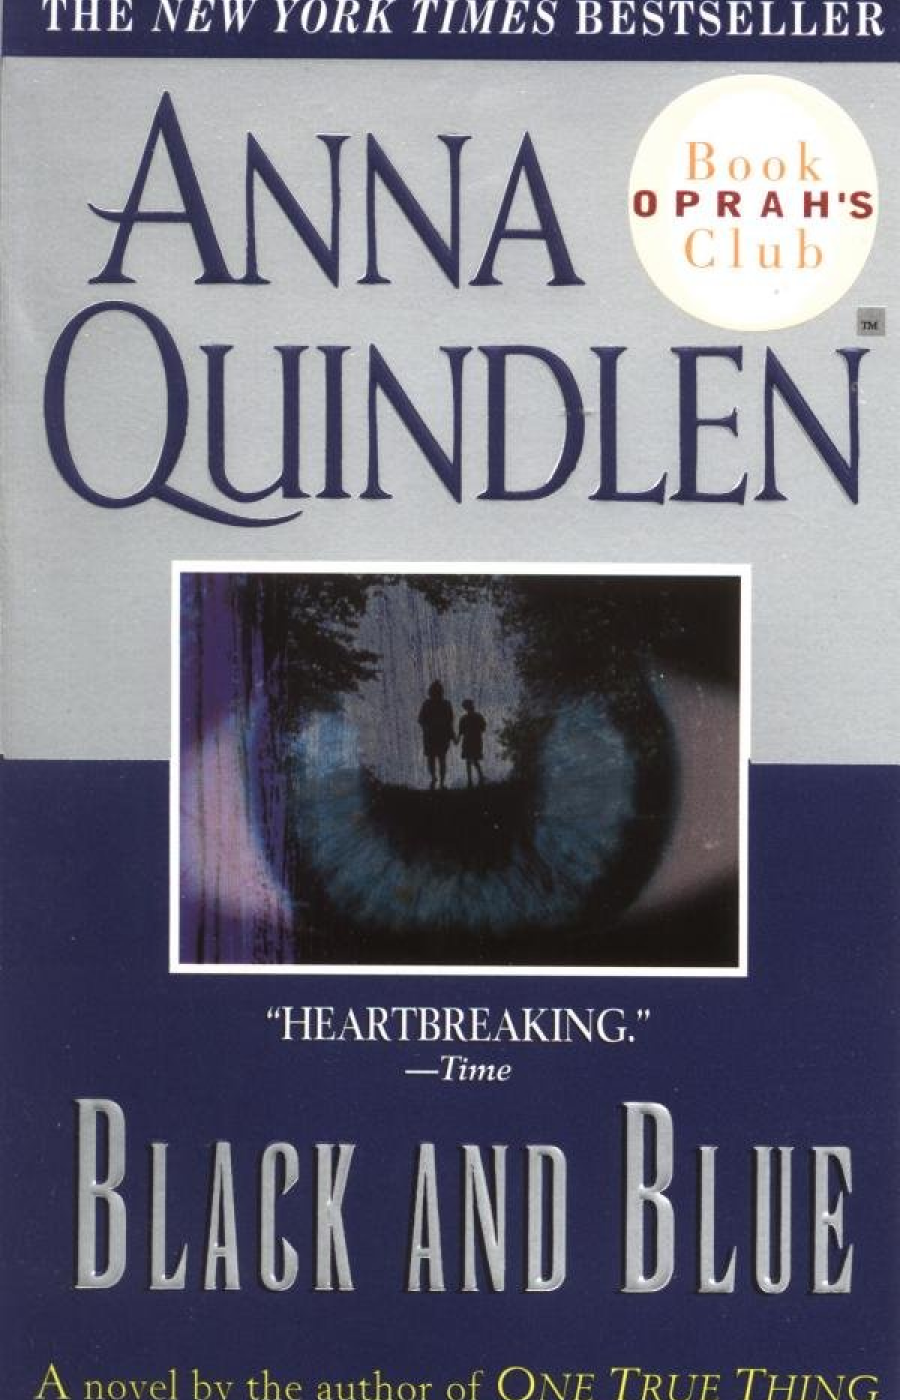 THE NEW YORK TIMES BESTSELLER
ANNA
QUINDLEN
Book
OPRAH'S
Club
TM
"HEARTBREAKING."
—Time
BLACK AND BLUE
A novel by the author of ONE TRUE THING